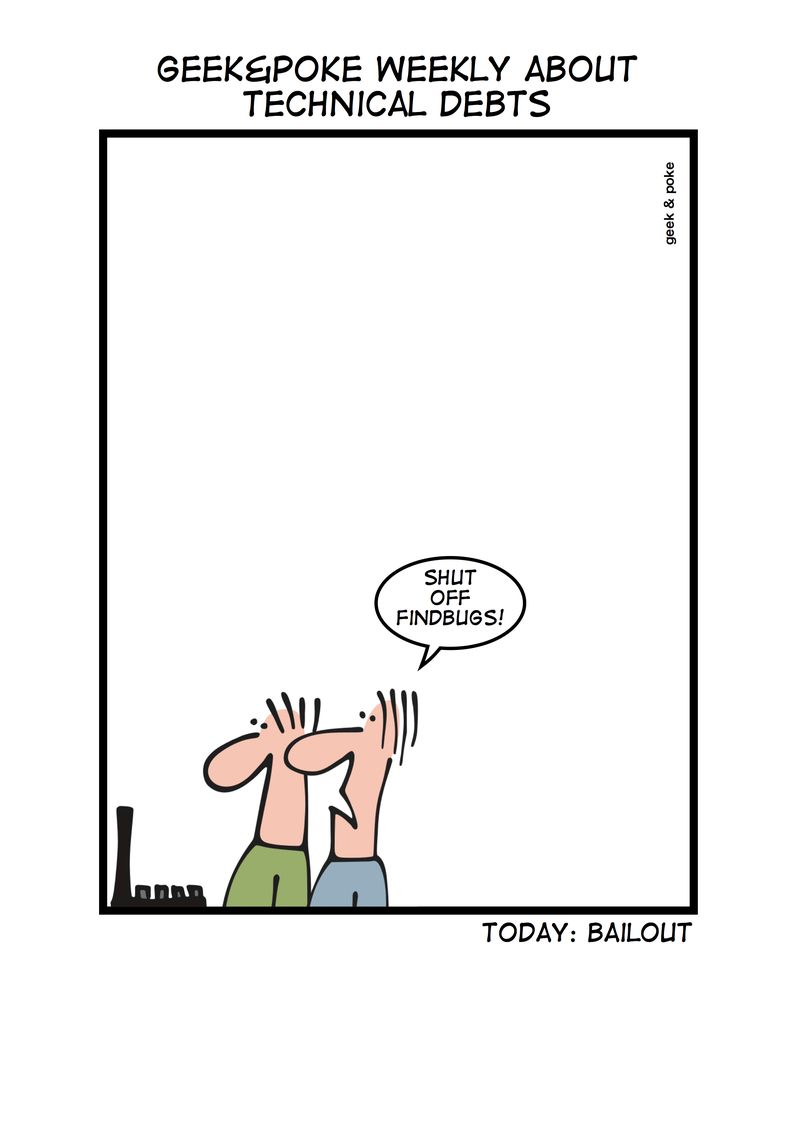 GEEK&POKE WEEKLY ABOUT
TECHNICAL DEBTS
geek & poke
SHUT
OFF
FINDBUGS!
TODAY: BAILOUT